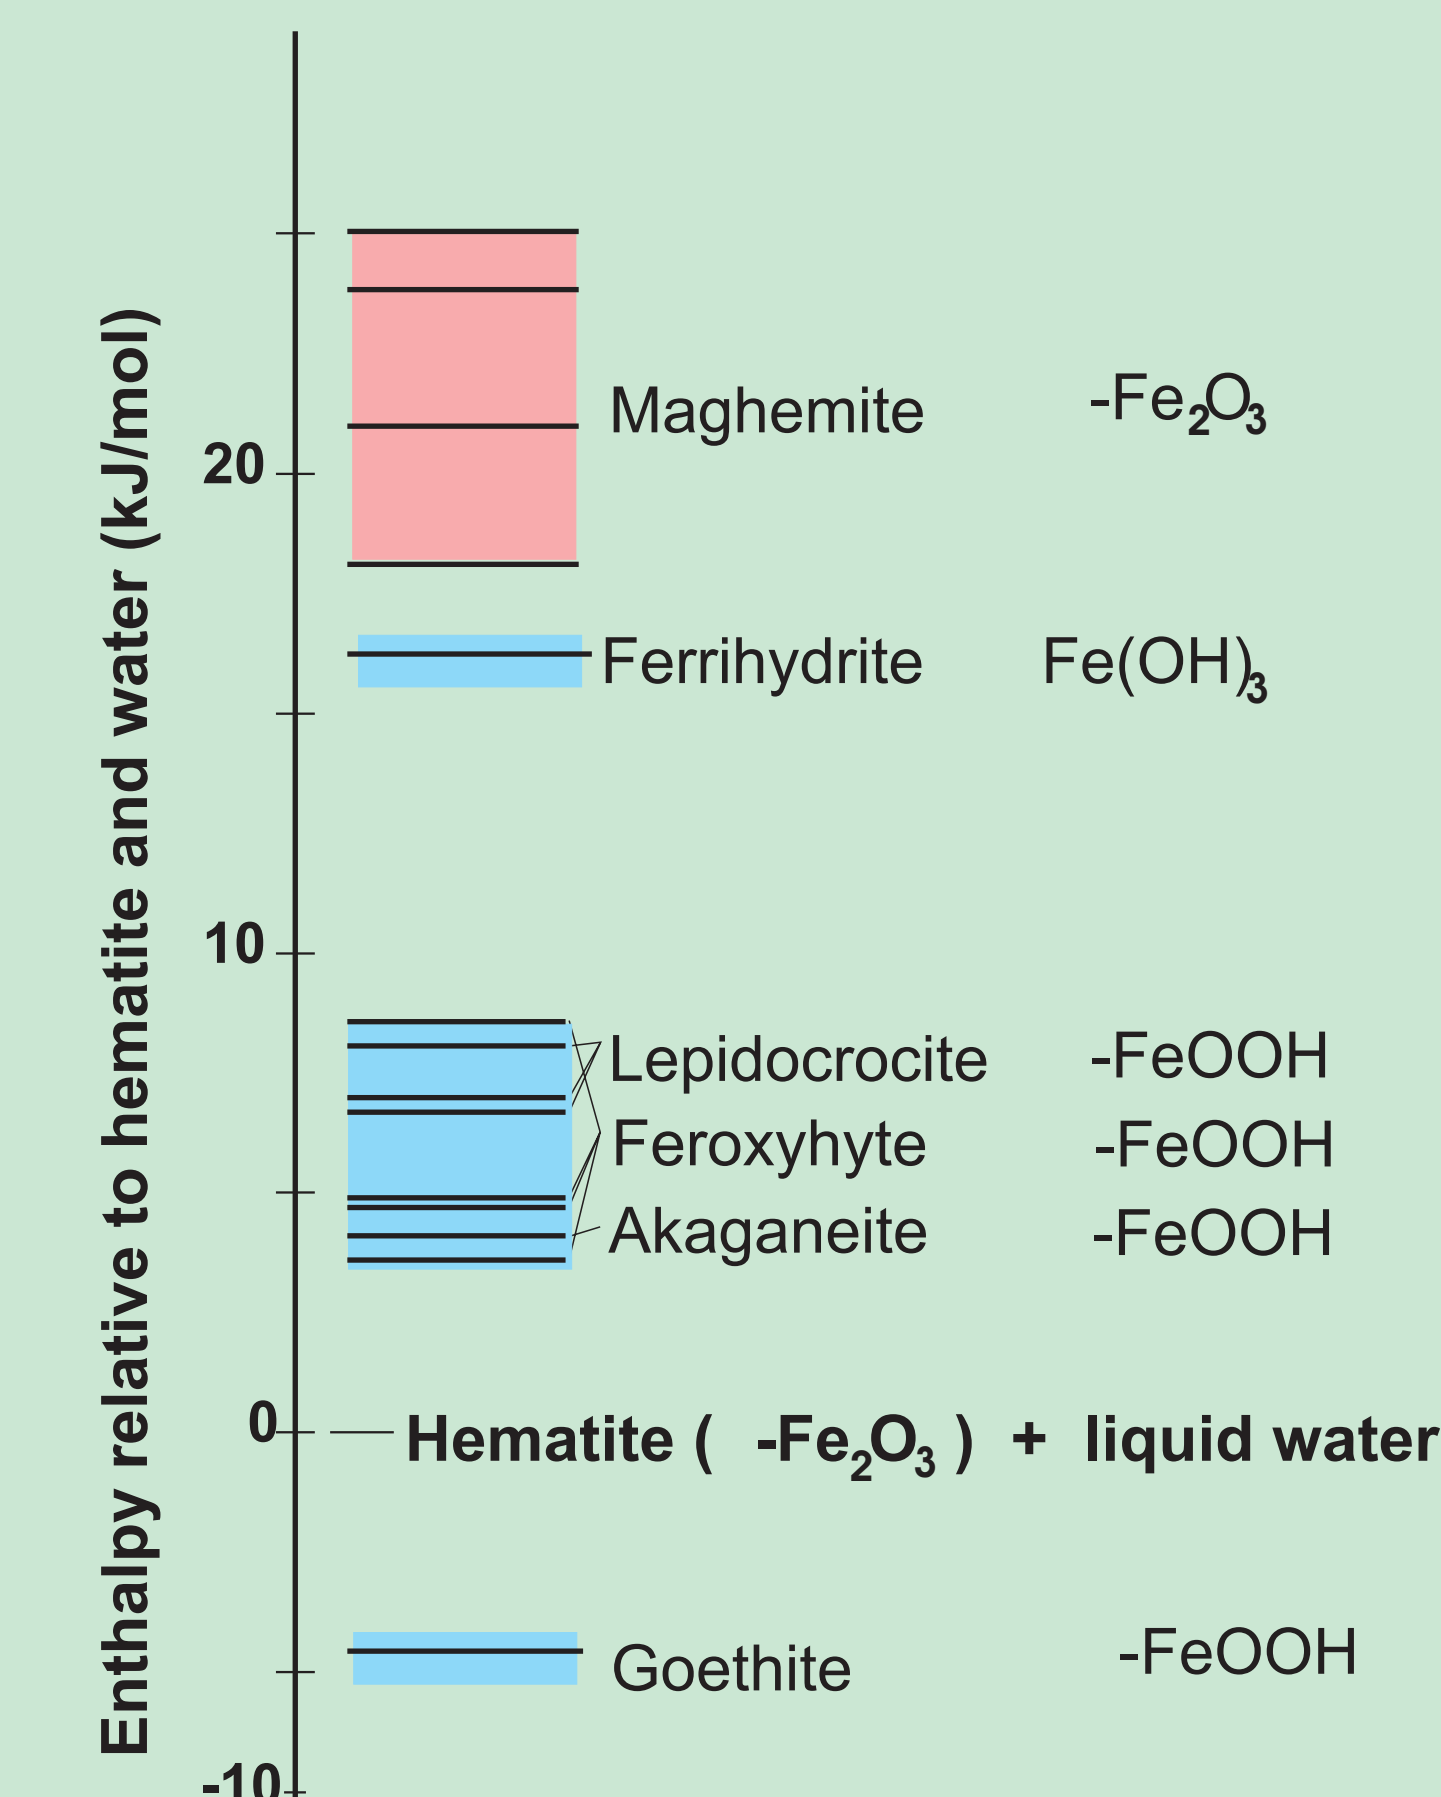 Enthalpy relative to hematite and water (kJ/mol)
Maghemite -Fe2O3
20
Ferrihydrite Fe(OH)3
10
Lepidocrocite -FeOOH
Feroxyhyte -FeOOH
Akaganeite -FeOOH
0 Hematite ( -Fe2O3 ) + liquid water
Goethite -FeOOH
-10